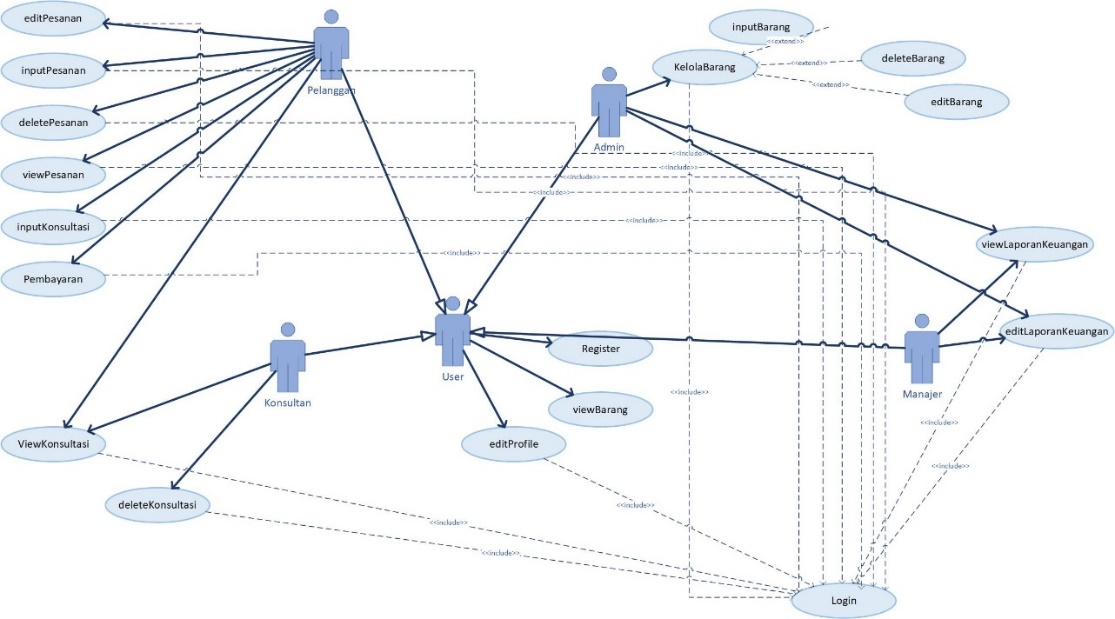 editPesanan
inputPesanan
deletePesanan
viewPesanan
inputKonsultasi
Pembayaran
Pelanggan
inputBarang
<<extend>>
KelolaBarang
<<extend>>
deleteBarang
<<extend>>
editBarang
Admin
<<include>>
<<include>>
<<include>>
<<include>>
<<include>>
<<include>>
viewLaporanKeuangan
editLaporanKeuangan
Manajer
User
Register
Konsultan
viewBarang
<<include>>
<<include>>
<<include>>
ViewKonsultasi
editProfile
deleteKonsultasi
<<include>>
<<include>>
<<include>>
Login